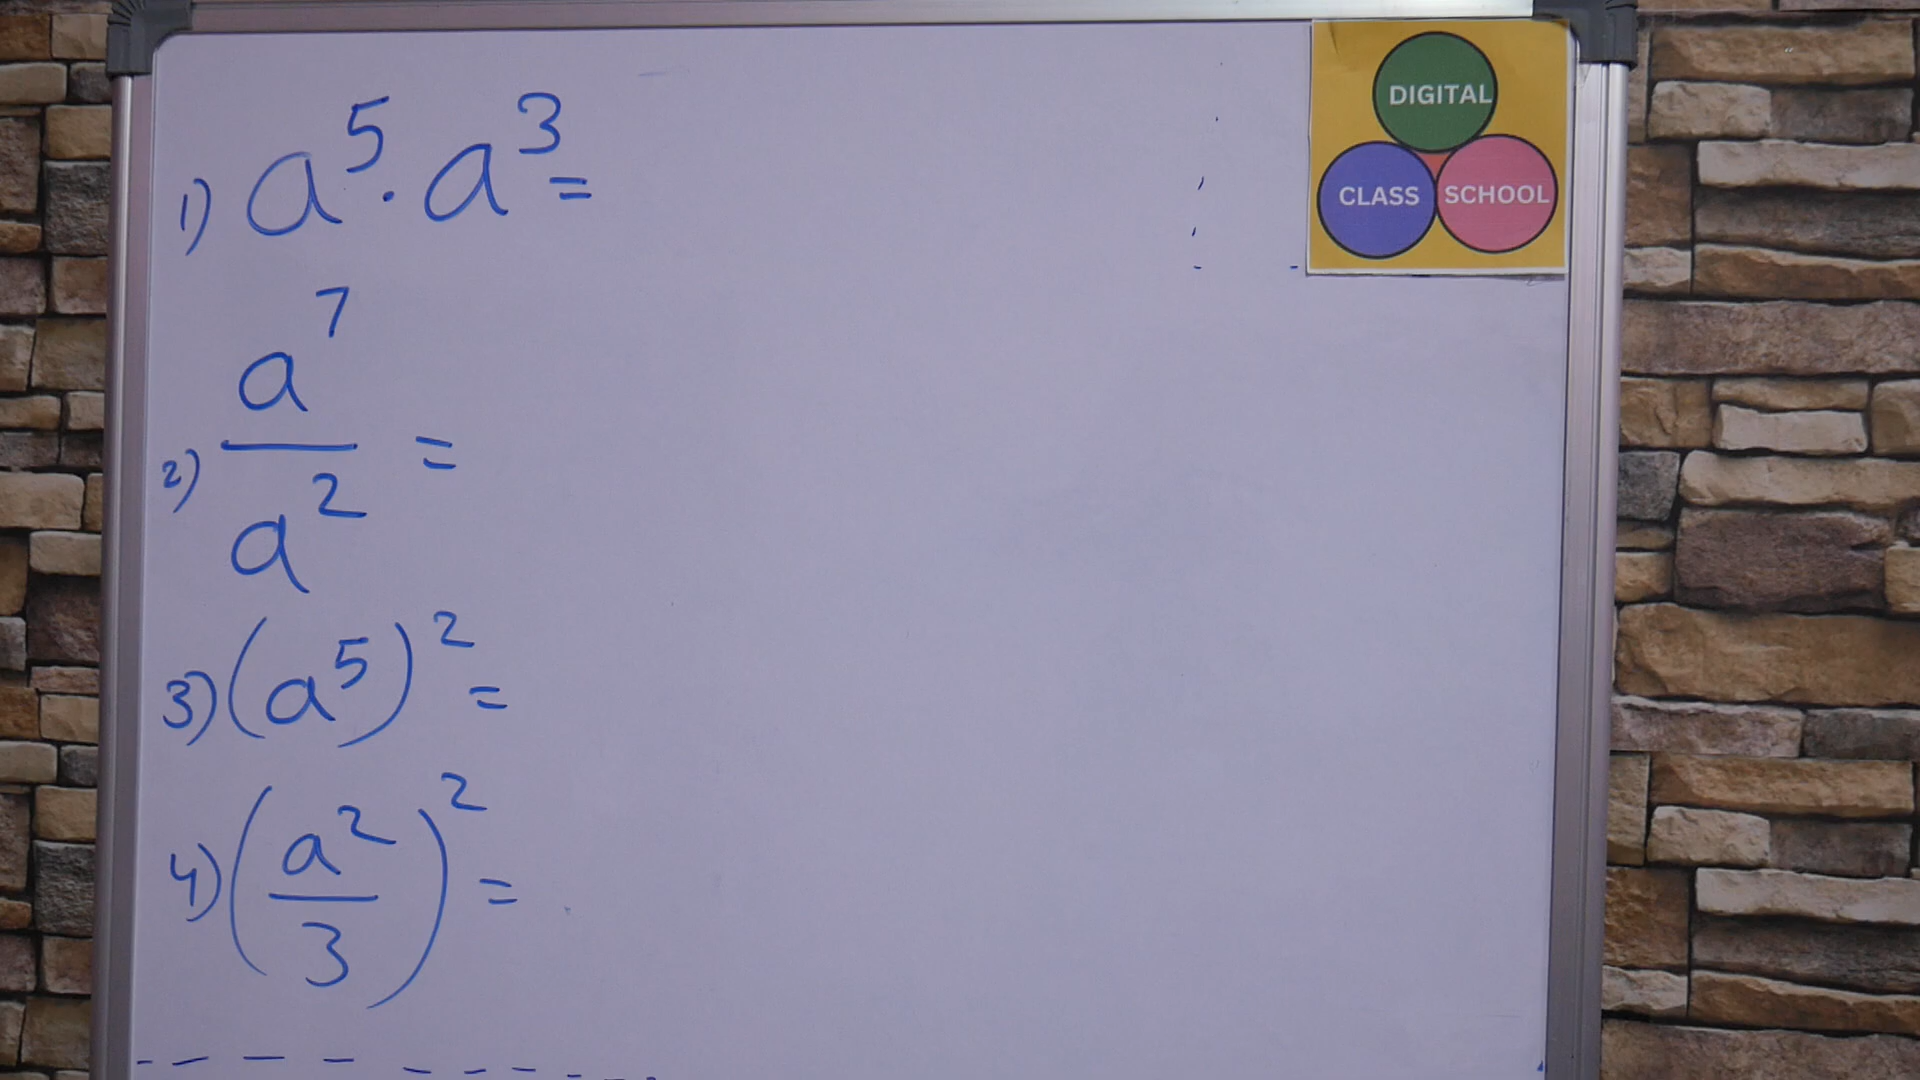 1) a⁵ · a³ =
DIGITAL
CLASS SCHOOL
2) a⁷/a² =
3) (a⁵)² =
4) (a²/3)² =